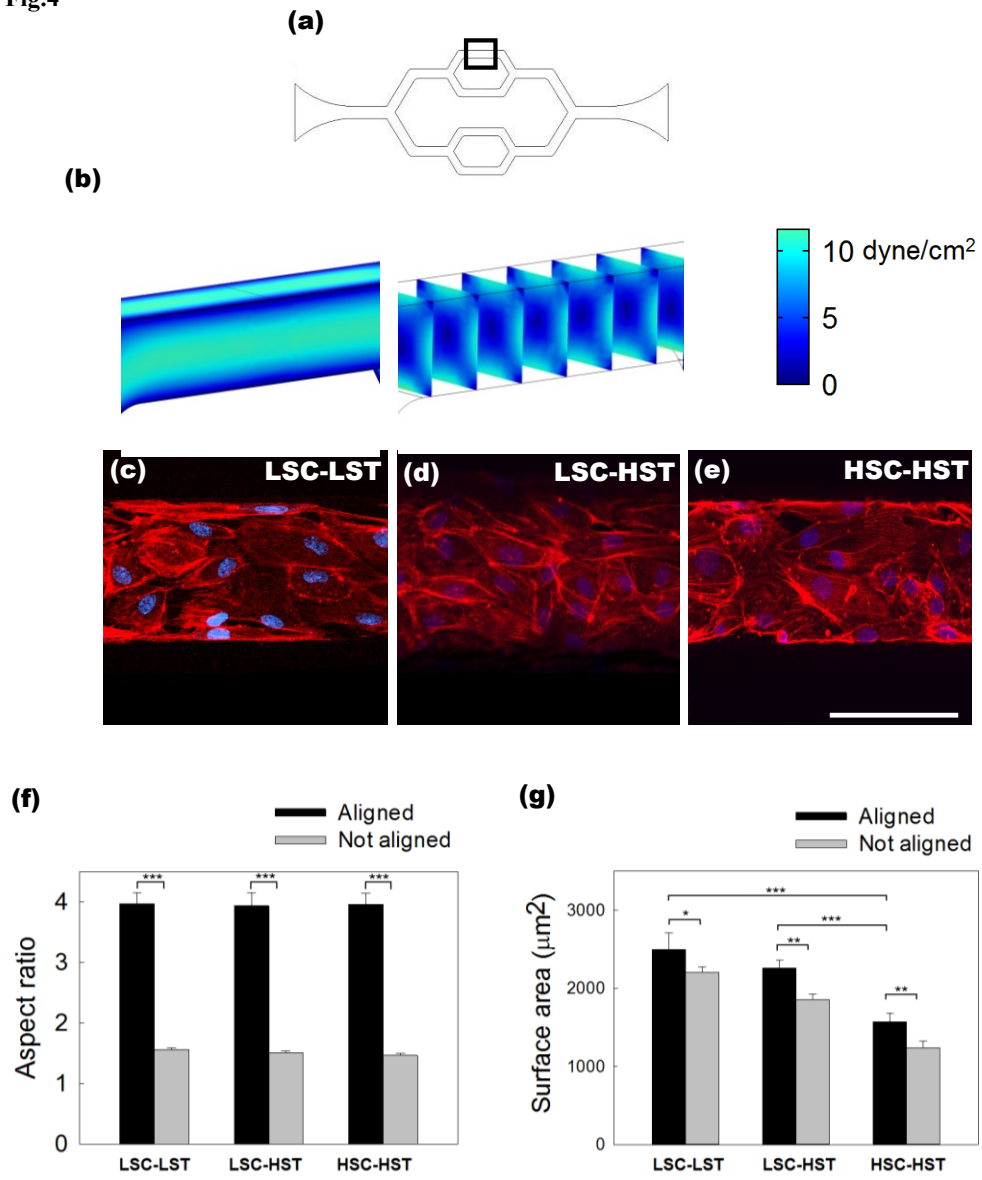 Fig.4
(a)
(b)
10 dyne/cm²
5
0
(c) LSC-LST
(d) LSC-HST
(e) HSC-HST
(f)
Aligned
Not aligned
*** *** ***
4
3
2
1
0
Aspect ratio
LSC-LST LSC-HST HSC-HST
(g)
Aligned
Not aligned
***
***
*
**
**
3000
2000
1000
0
Surface area (µm²)
LSC-LST LSC-HST HSC-HST